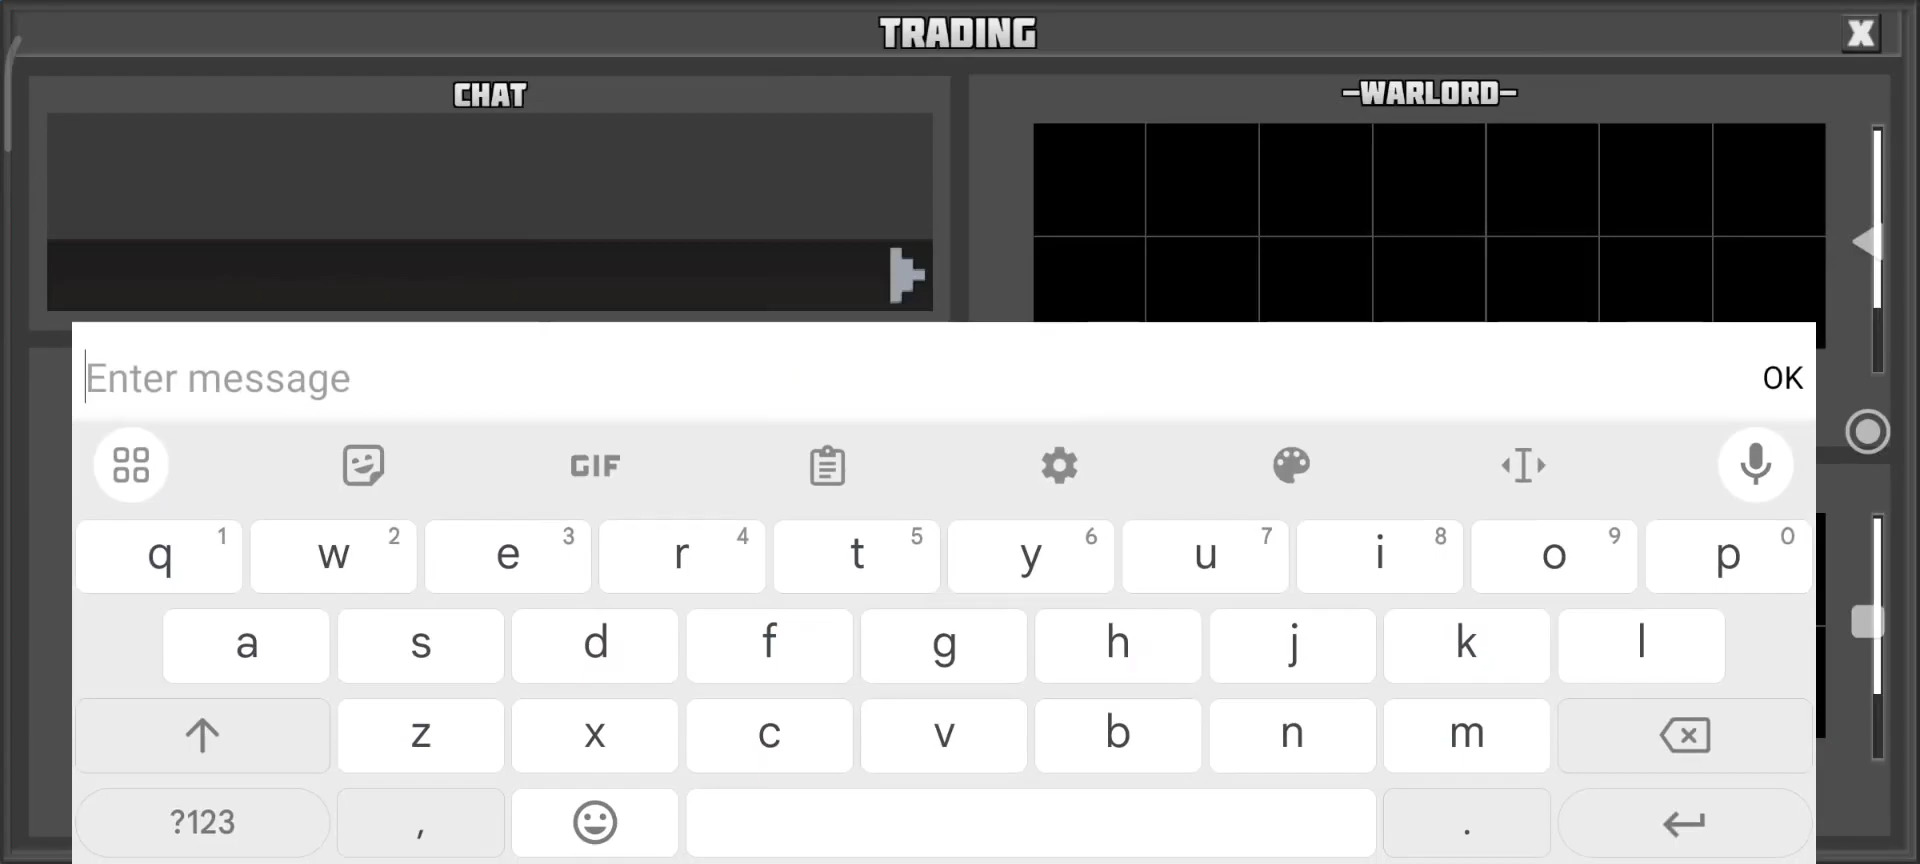 TRADING
X
CHAT
-WARLORD-
Enter message
OK
GIF
q 1 w 2 e 3 r 4 t 5 y 6 u 7 i 8 o 9 p 0
a s d f g h j k l
z x c v b n m
?123 , .